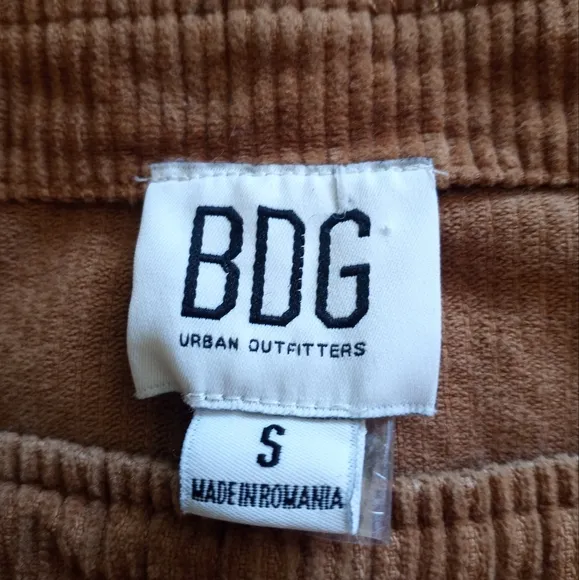 BDG
URBAN OUTFITTERS
S
MADE IN ROMANIA